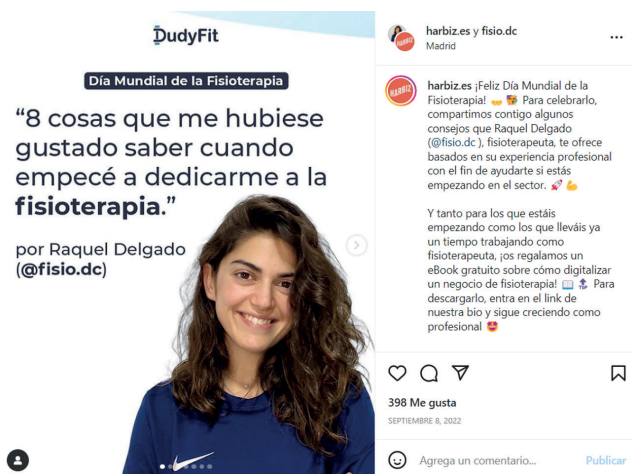 DudyFit
Día Mundial de la Fisioterapia
“8 cosas que me hubiese
gustado saber cuando
empecé a dedicarme a la
fisioterapia.”
por Raquel Delgado
(@fisio.dc)
harbiz.es y fisio.dc
Madrid
HARBIZ
harbiz.es ¡Feliz Día Mundial de la
Fisioterapia! 👐 💆 Para celebrarlo,
compartimos contigo algunos
consejos que Raquel Delgado
(@fisio.dc ), fisioterapeuta, te ofrece
basados en su experiencia profesional
con el fin de ayudarte si estás
empezando en el sector. 🚀 💪
Y tanto para los que estáis
empezando como los que lleváis ya
un tiempo trabajando como
fisioterapeuta, ¡os regalamos un
eBook gratuito sobre cómo digitalizar
un negocio de fisioterapia! 📖 Para
descargarlo, entra en el link de
nuestra bio y sigue creciendo como
profesional 🤩
398 Me gusta
SEPTIEMBRE 8, 2022
Agrega un comentario...
Publicar